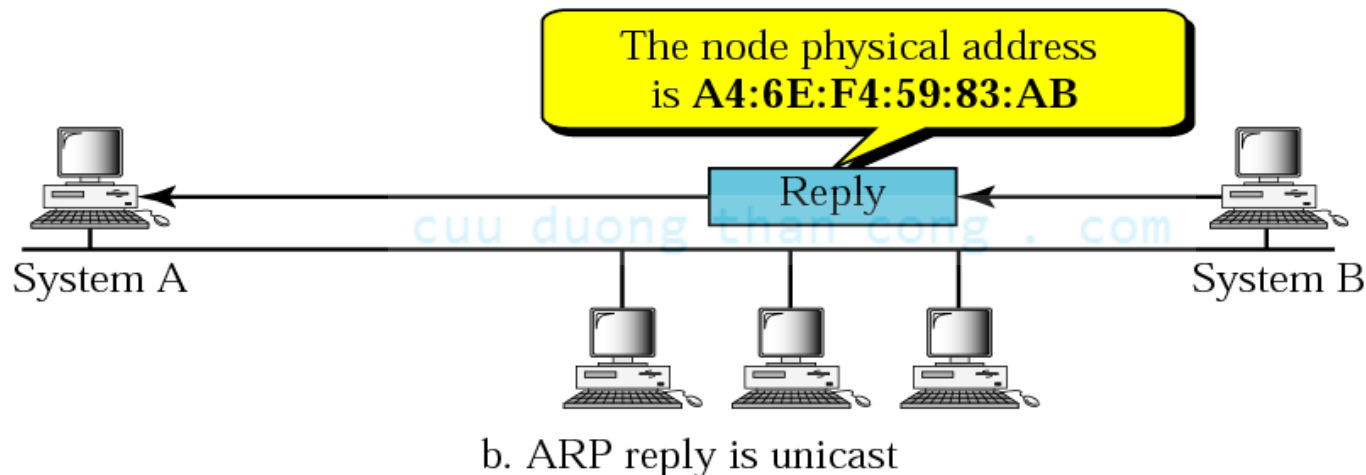 The node physical address
is A4:6E:F4:59:83:AB
Reply
cuu duong than cong . com
System A
System B
b. ARP reply is unicast